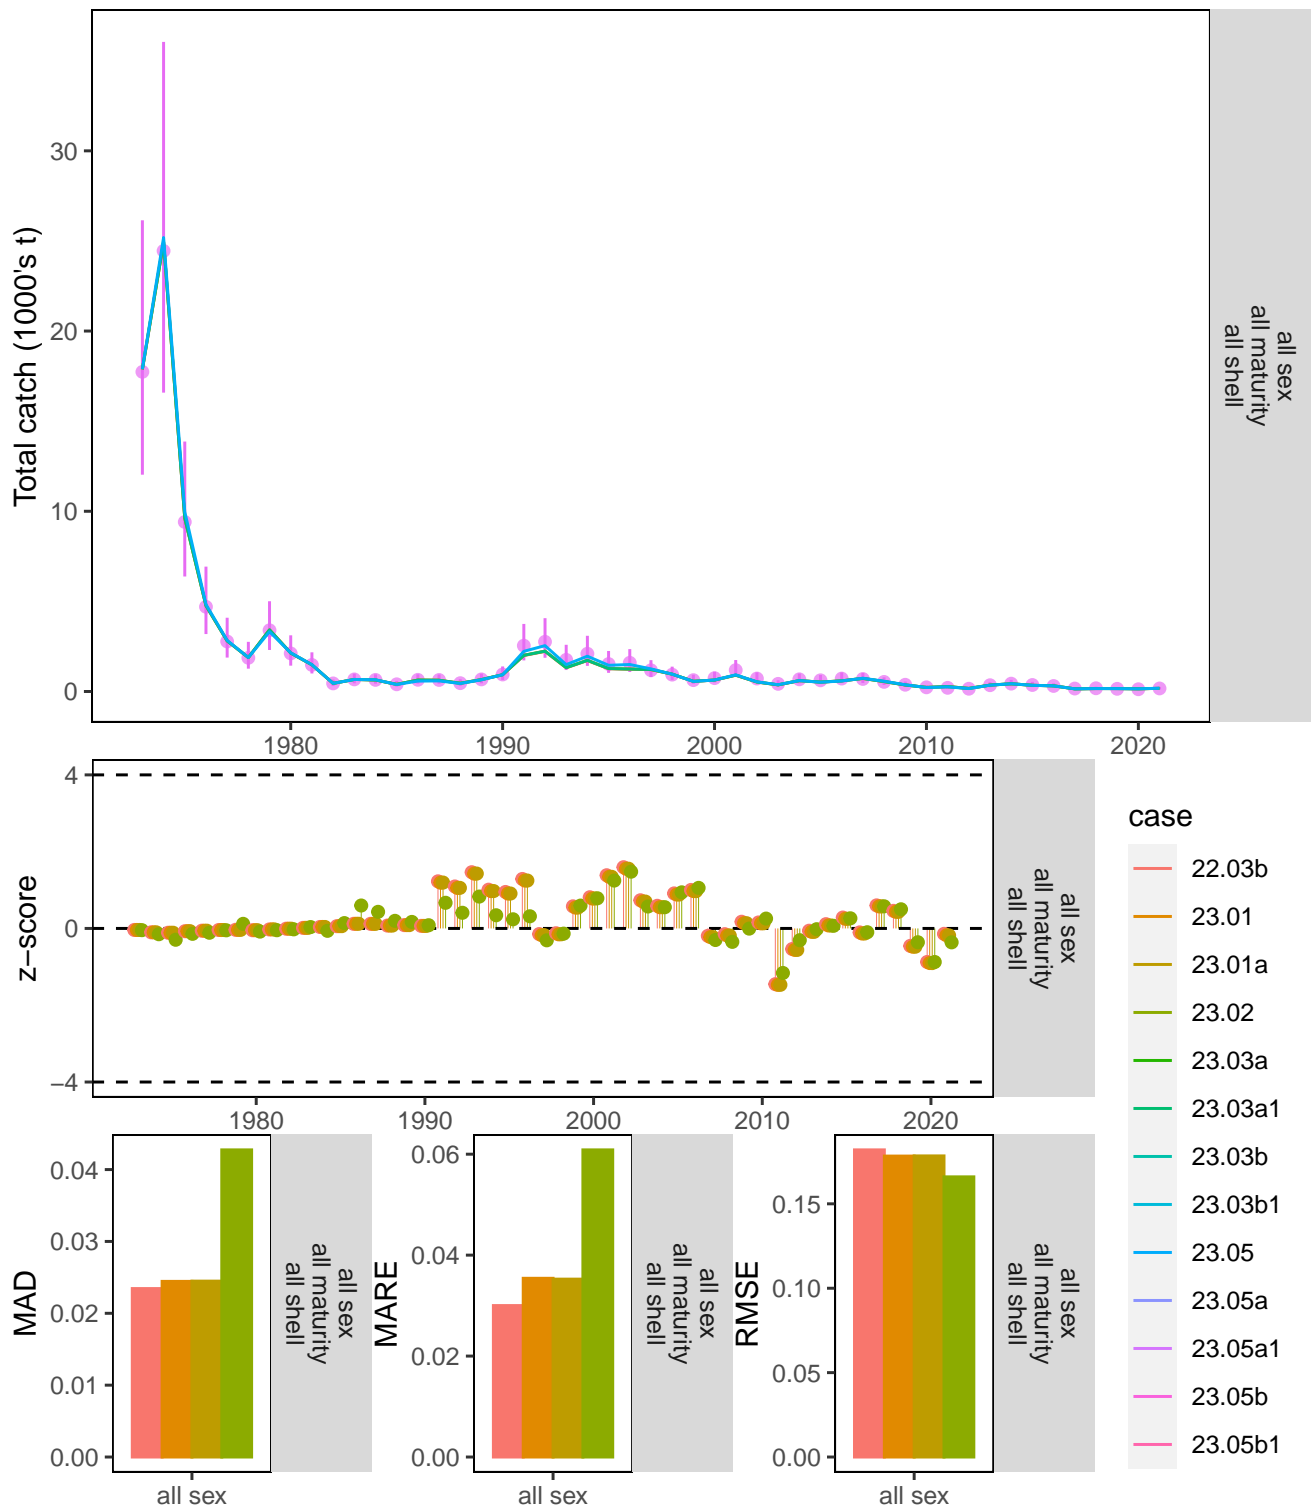 Total catch (1000's t)
30
20
10
0
1980
1990
2000
2010
2020
all sex
all maturity
all shell
z−score
4
0
−4
1980
1990
2000
2010
2020
all sex
all maturity
all shell
case
22.03b
23.01
23.01a
23.02
23.03a
23.03a1
23.03b
23.03b1
23.05
23.05a
23.05a1
23.05b
23.05b1
MAD
0.04
0.03
0.02
0.01
0.00
all sex
all sex
all maturity
all shell
MARE
0.06
0.04
0.02
0.00
all sex
all sex
all maturity
all shell
RMSE
0.15
0.10
0.05
0.00
all sex
all sex
all maturity
all shell